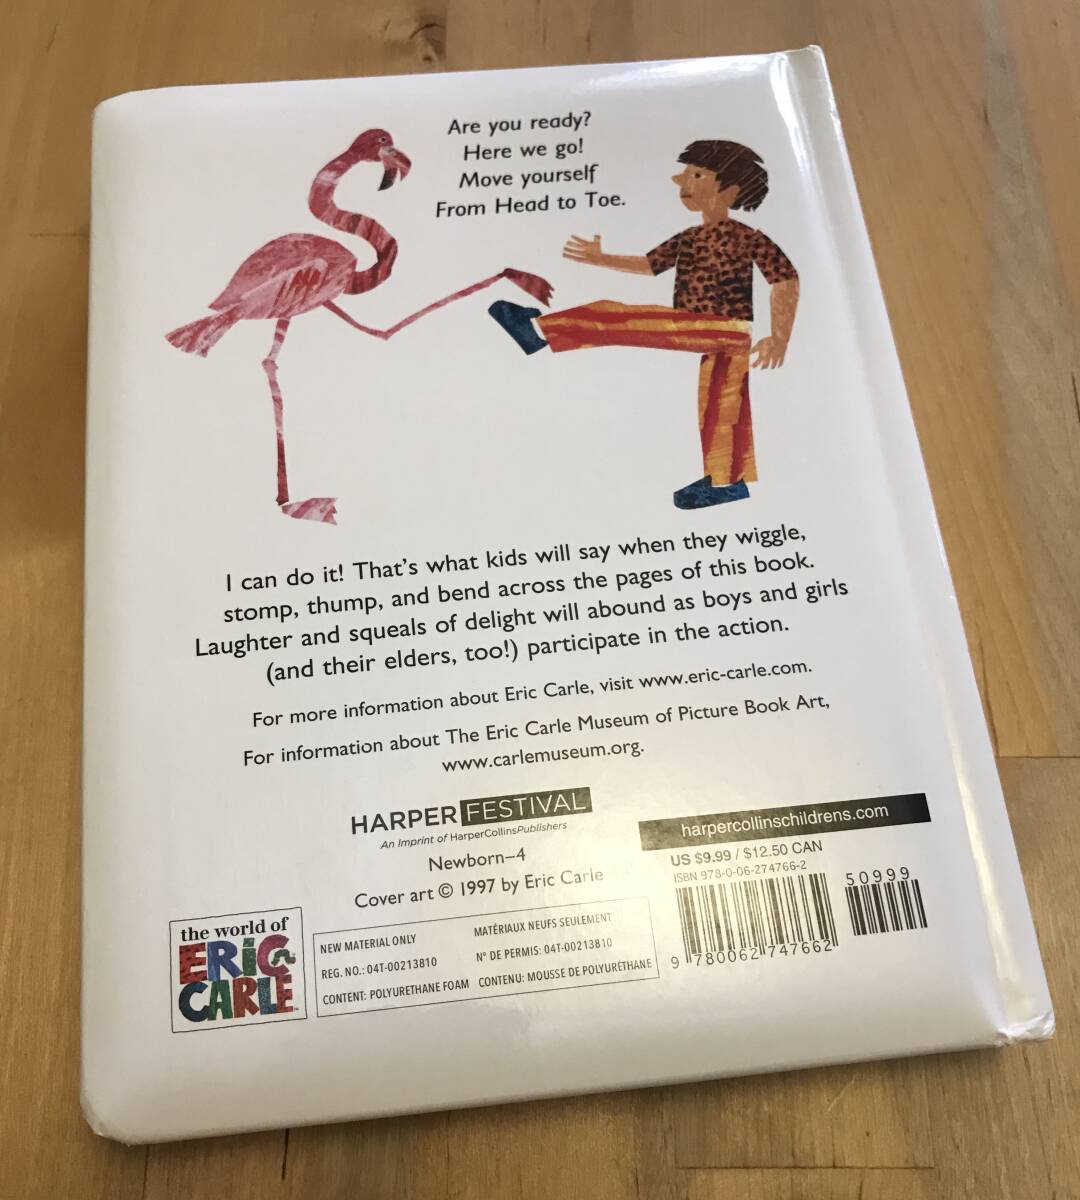 Are you ready?
Here we go!
Move yourself
From Head to Toe.
I can do it! That's what kids will say when they wiggle,
stomp, thump, and bend across the pages of this book.
Laughter and squeals of delight will abound as boys and girls
(and their elders, too!) participate in the action.
For more information about Eric Carle, visit www.eric-carle.com.
For information about The Eric Carle Museum of Picture Book Art,
www.carlemuseum.org.
HARPER FESTIVAL
An Imprint of HarperCollinsPublishers
Newborn–4
Cover art © 1997 by Eric Carle
the world of
ERIC
CARLE™
NEW MATERIAL ONLY
REG. NO.: 04T-00213810
CONTENT: POLYURETHANE FOAM
MATÉRIAUX NEUFS SEULEMENT
N° DE PERMIS: 04T-00213810
CONTENU: MOUSSE DE POLYURÉTHANE
harpercollinschildrens.com
US $9.99 / $12.50 CAN
ISBN 978-0-06-274766-2
50999
9 780062 747662